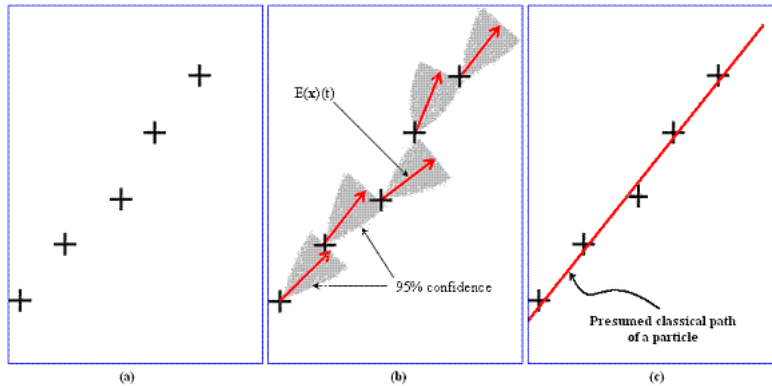 E(x)(t)
95% confidence
Presumed classical path
of a particle
(a)
(b)
(c)